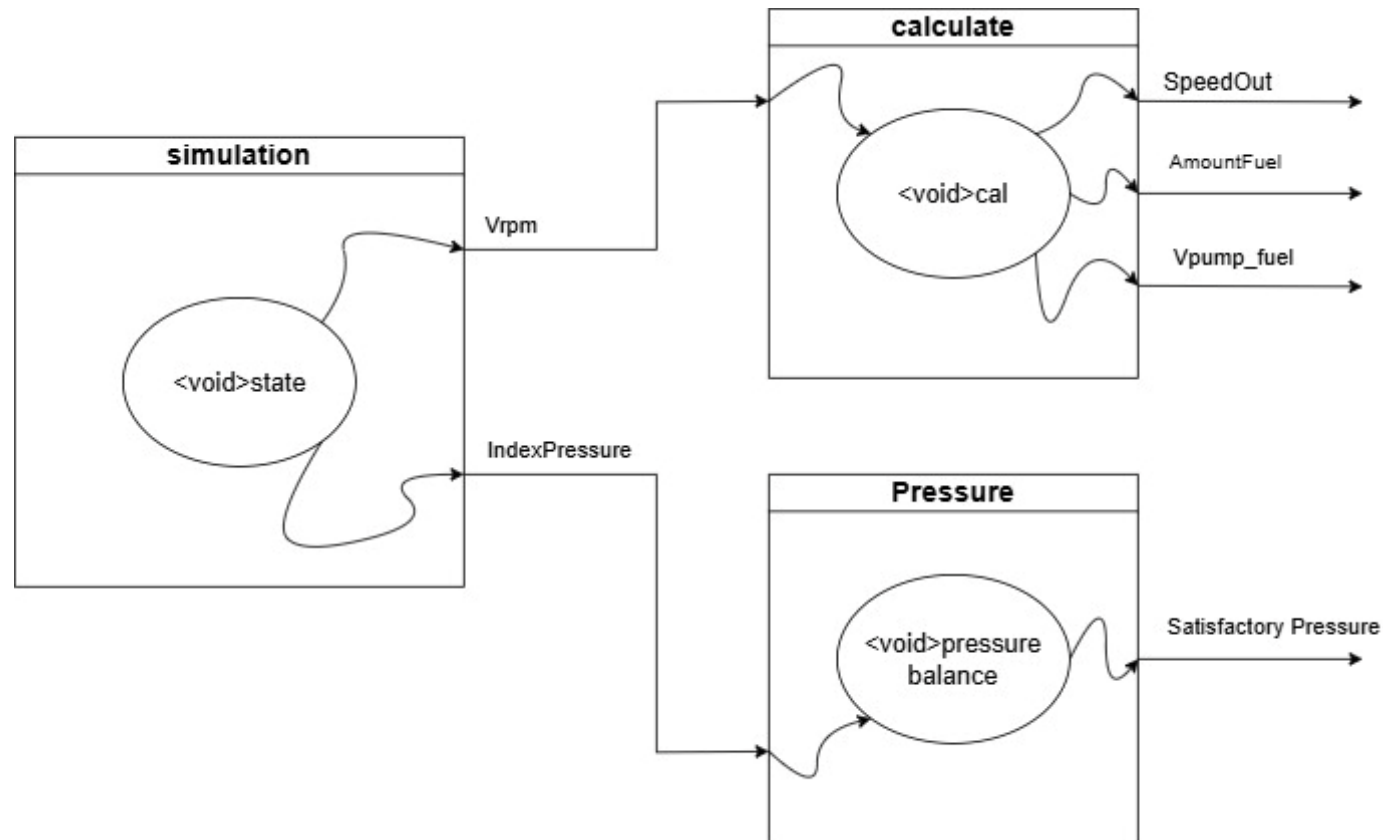 calculate
SpeedOut
AmountFuel
<void>cal
Vpump_fuel
simulation
Vrpm
<void>state
IndexPressure
Pressure
<void>pressure
balance
Satisfactory Pressure